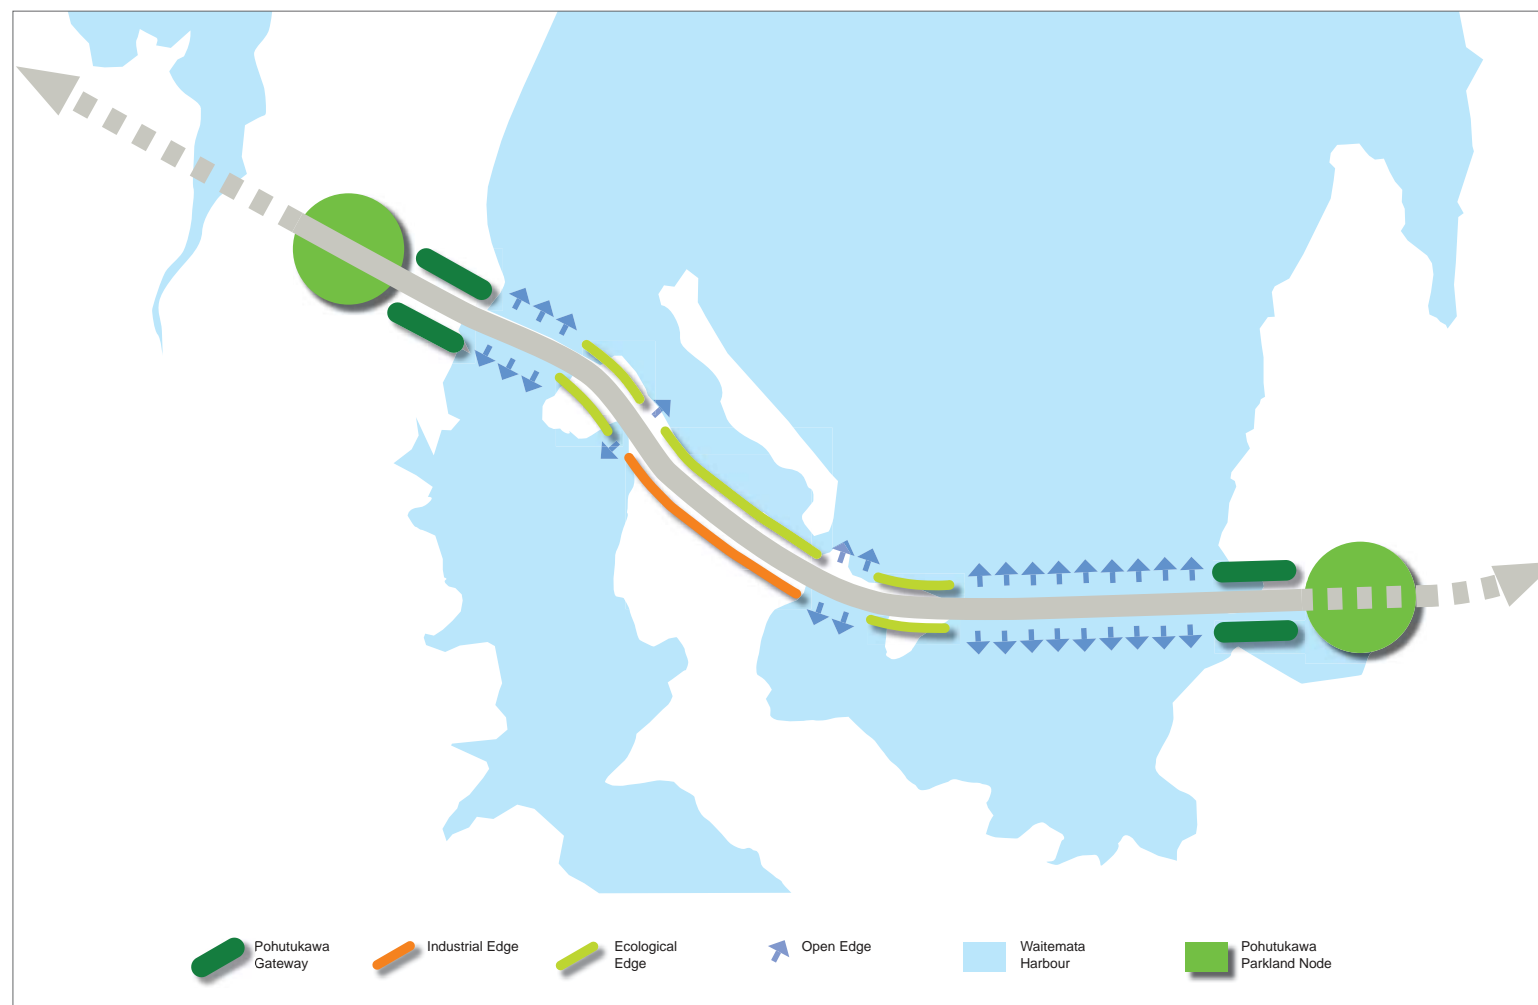 Pohutukawa
Gateway
Industrial Edge
Ecological
Edge
Open Edge
Waitemata
Harbour
Pohutukawa
Parkland Node